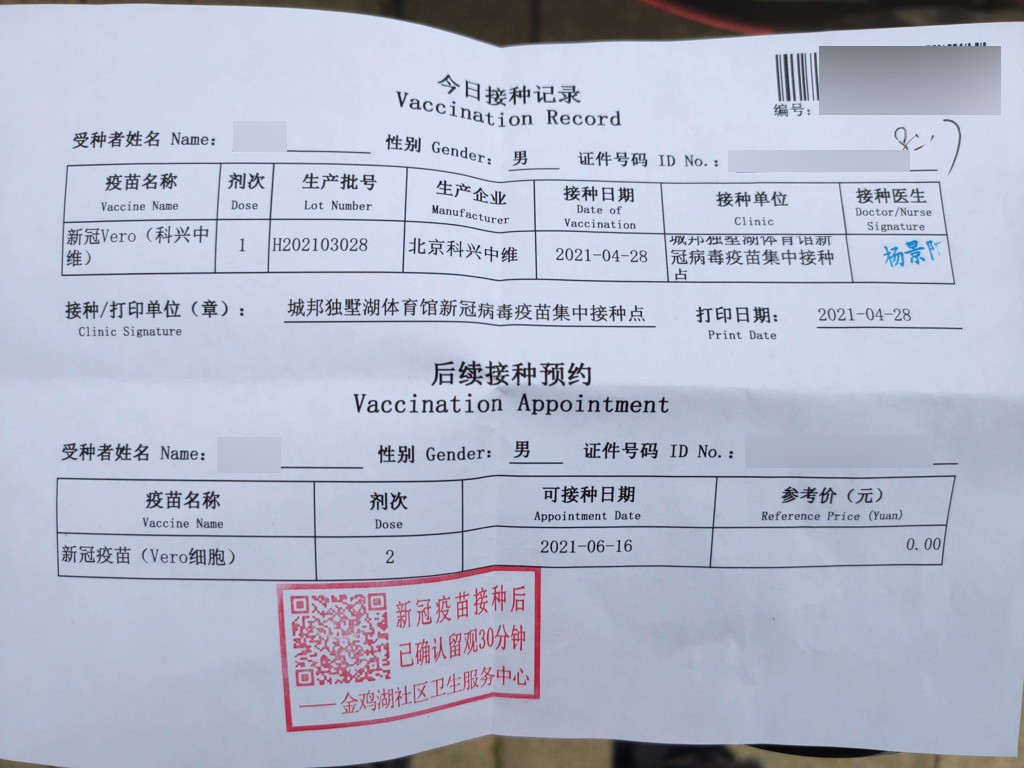 编号:
今日接种记录
Vaccination Record
受种者姓名 Name: 性别 Gender: 男 证件号码 ID No.:
疫苗名称 剂次 生产批号 生产企业 接种日期 接种单位 接种医生
Vaccine Name Dose Lot Number Manufacturer Date of Vaccination Clinic Doctor/Nurse Signature
新冠Vero（科兴中维） 1 H202103028 北京科兴中维 2021-04-28 城邦独墅湖体育馆新冠病毒疫苗集中接种点 杨景
接种/打印单位（章）: 城邦独墅湖体育馆新冠病毒疫苗集中接种点 打印日期: 2021-04-28
Clinic Signature Print Date
后续接种预约
Vaccination Appointment
受种者姓名 Name: 性别 Gender: 男 证件号码 ID No.:
疫苗名称 剂次 可接种日期 参考价（元）
Vaccine Name Dose Appointment Date Reference Price (Yuan)
新冠疫苗（Vero细胞） 2 2021-06-16 0.00
新冠疫苗接种后
已确认留观30分钟
——金鸡湖社区卫生服务中心